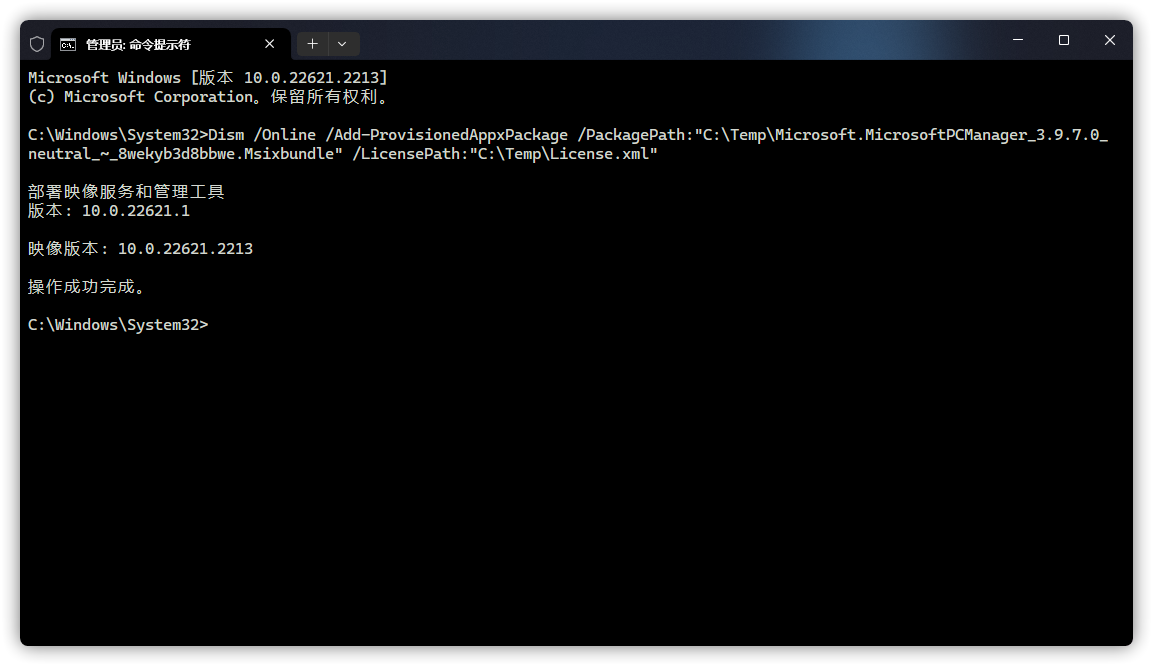 管理员: 命令提示符
Microsoft Windows [版本 10.0.22621.2213]
(c) Microsoft Corporation。保留所有权利。
C:\Windows\System32>Dism /Online /Add-ProvisionedAppxPackage /PackagePath:"C:\Temp\Microsoft.MicrosoftPCManager_3.9.7.0_
neutral_~_8wekyb3d8bbwe.Msixbundle" /LicensePath:"C:\Temp\License.xml"
部署映像服务和管理工具
版本: 10.0.22621.1
映像版本: 10.0.22621.2213
操作成功完成。
C:\Windows\System32>